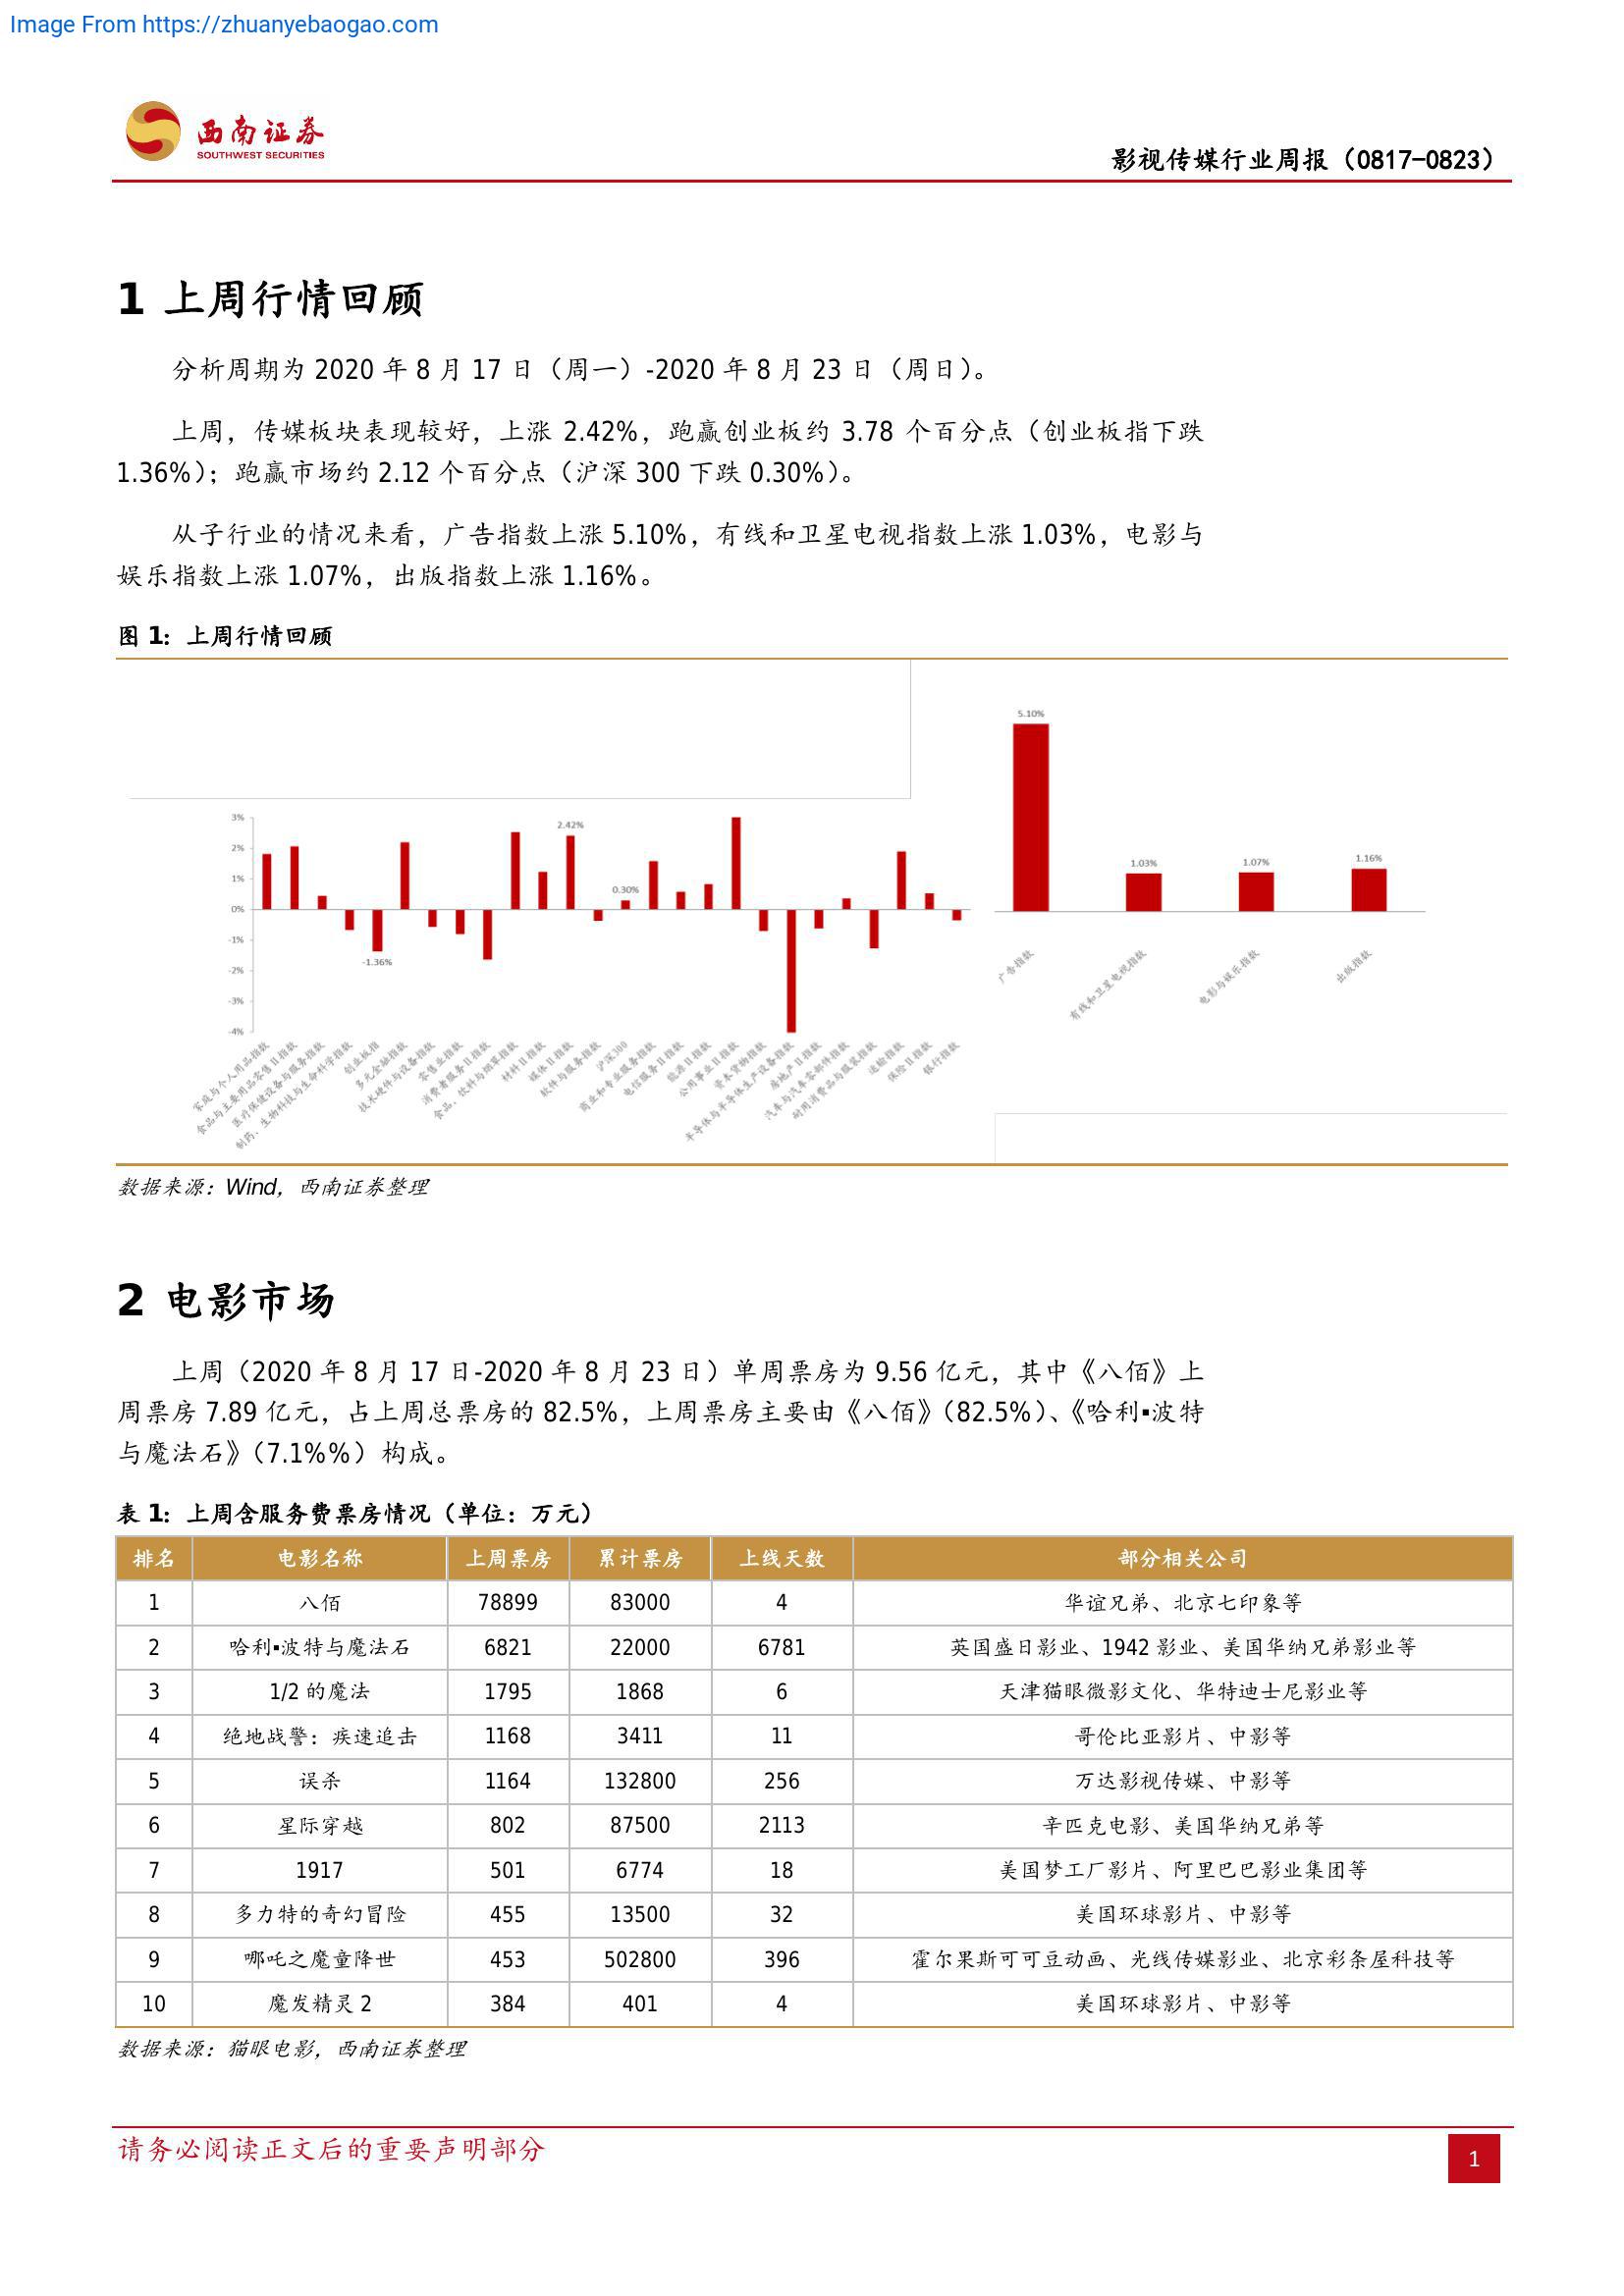 Image From https://zhuanyebaogao.com
西南证券
SOUTHWEST SECURITIES
影视传媒行业周报（0817-0823）
1 上周行情回顾
分析周期为 2020 年 8 月 17 日（周一）-2020 年 8 月 23 日（周日）。
上周，传媒板块表现较好，上涨 2.42%，跑赢创业板约 3.78 个百分点（创业板指下跌
1.36%）；跑赢市场约 2.12 个百分点（沪深 300 下跌 0.30%）。
从子行业的情况来看，广告指数上涨 5.10%，有线和卫星电视指数上涨 1.03%，电影与
娱乐指数上涨 1.07%，出版指数上涨 1.16%。
图 1：上周行情回顾
3%
2%
1%
0%
-1%
-2%
-3%
-4%
-1.36%
2.42%
0.30%
家庭与个人用品指数
食品与主要用品零售Ⅱ指数
医疗保健设备与服务指数
制药、生物科技与生命科学指数
创业板指
多元金融指数
技术硬件与设备指数
零售业指数
消费者服务Ⅱ指数
食品、饮料与烟草指数
材料Ⅱ指数
媒体Ⅱ指数
软件与服务指数
沪深300
商业和专业服务指数
电信服务Ⅱ指数
能源Ⅱ指数
公用事业Ⅱ指数
资本货物指数
半导体与半导体生产设备指数
房地产Ⅱ指数
汽车与汽车零部件指数
耐用消费品与服装指数
运输指数
保险Ⅱ指数
银行指数
5.10%
1.03%
1.07%
1.16%
广告指数
有线和卫星电视指数
电影与娱乐指数
出版指数
数据来源：Wind，西南证券整理
2 电影市场
上周（2020 年 8 月 17 日-2020 年 8 月 23 日）单周票房为 9.56 亿元，其中《八佰》上
周票房 7.89 亿元，占上周总票房的 82.5%，上周票房主要由《八佰》（82.5%）、《哈利▪波特
与魔法石》（7.1%%）构成。
表 1：上周含服务费票房情况（单位：万元）
排名 电影名称 上周票房 累计票房 上线天数 部分相关公司
1 八佰 78899 83000 4 华谊兄弟、北京七印象等
2 哈利▪波特与魔法石 6821 22000 6781 英国盛日影业、1942 影业、美国华纳兄弟影业等
3 1/2 的魔法 1795 1868 6 天津猫眼微影文化、华特迪士尼影业等
4 绝地战警：疾速追击 1168 3411 11 哥伦比亚影片、中影等
5 误杀 1164 132800 256 万达影视传媒、中影等
6 星际穿越 802 87500 2113 辛匹克电影、美国华纳兄弟等
7 1917 501 6774 18 美国梦工厂影片、阿里巴巴影业集团等
8 多力特的奇幻冒险 455 13500 32 美国环球影片、中影等
9 哪吒之魔童降世 453 502800 396 霍尔果斯可可豆动画、光线传媒影业、北京彩条屋科技等
10 魔发精灵 2 384 401 4 美国环球影片、中影等
数据来源：猫眼电影，西南证券整理
请务必阅读正文后的重要声明部分
1